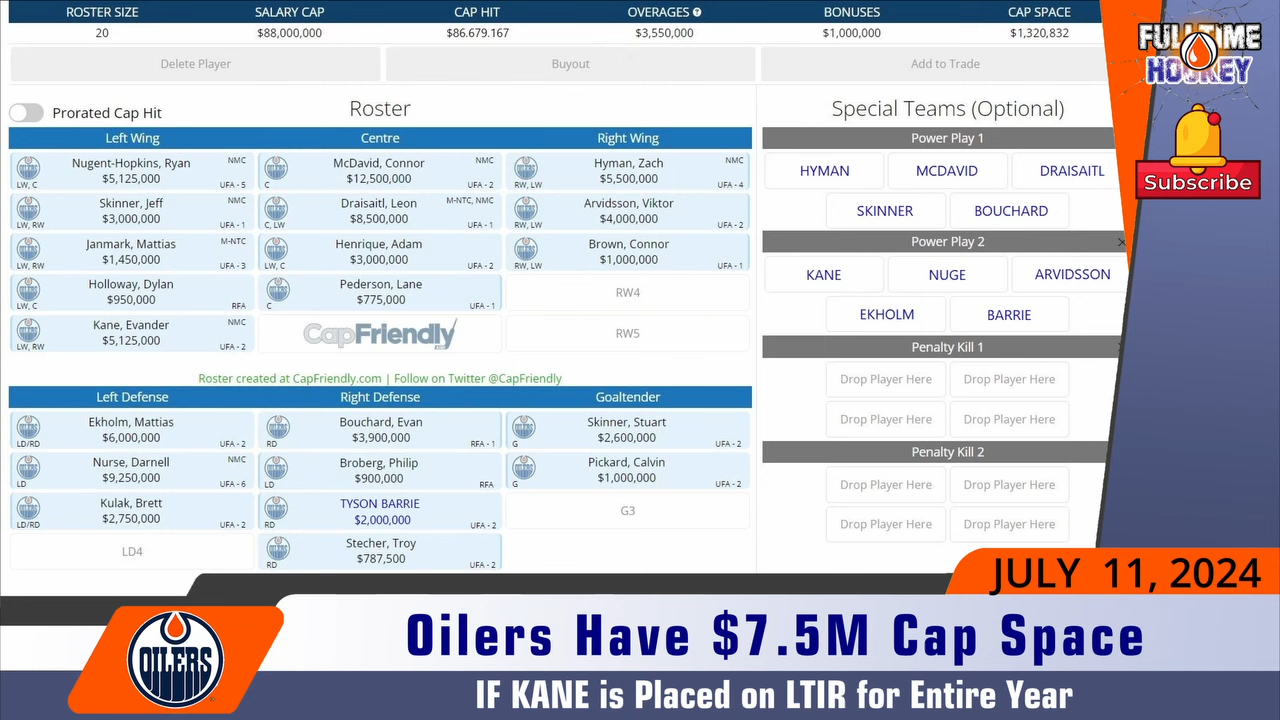 ROSTER SIZE SALARY CAP CAP HIT OVERAGES ? BONUSES CAP SPACE
20 $88,000,000 $86.679.167 $3,550,000 $1,000,000 $1,320,832
Delete Player Buyout Add to Trade
FULLTIME
HOCKEY
Subscribe
Prorated Cap Hit
Roster
Left Wing Centre Right Wing
Nugent-Hopkins, Ryan NMC McDavid, Connor NMC Hyman, Zach NMC
$5,125,000 $12,500,000 $5,500,000
LW, C UFA - 5 C UFA - 2 RW, LW UFA - 4
Skinner, Jeff NMC Draisaitl, Leon M-NTC, NMC Arvidsson, Viktor
$3,000,000 $8,500,000 $4,000,000
LW, RW UFA - 1 C, LW UFA - 1 RW, LW UFA - 2
Janmark, Mattias M-NTC Henrique, Adam Brown, Connor
$1,450,000 $3,000,000 $1,000,000
LW, RW UFA - 3 LW, C UFA - 2 RW, LW UFA - 1
Holloway, Dylan Pederson, Lane RW4
$950,000 $775,000
LW, C RFA C UFA - 1
Kane, Evander NMC CapFriendly RW5
$5,125,000
LW, RW UFA - 2
Roster created at CapFriendly.com | Follow on Twitter @CapFriendly
Left Defense Right Defense Goaltender
Ekholm, Mattias Bouchard, Evan Skinner, Stuart
$6,000,000 $3,900,000 $2,600,000
LD/RD UFA - 2 RD RFA - 1 G UFA - 2
Nurse, Darnell NMC Broberg, Philip Pickard, Calvin
$9,250,000 $900,000 $1,000,000
LD UFA - 6 LD RFA G UFA - 2
Kulak, Brett TYSON BARRIE G3
$2,750,000 $2,000,000
LD/RD UFA - 2 RD UFA - 2
LD4 Stecher, Troy
$787,500
RD UFA - 2
Special Teams (Optional)
Power Play 1
HYMAN MCDAVID DRAISAITL
SKINNER BOUCHARD
Power Play 2
KANE NUGE ARVIDSSON
EKHOLM BARRIE
Penalty Kill 1
Drop Player Here Drop Player Here
Drop Player Here Drop Player Here
Penalty Kill 2
Drop Player Here Drop Player Here
Drop Player Here Drop Player Here
JULY 11, 2024
OILERS
Oilers Have $7.5M Cap Space
IF KANE is Placed on LTIR for Entire Year